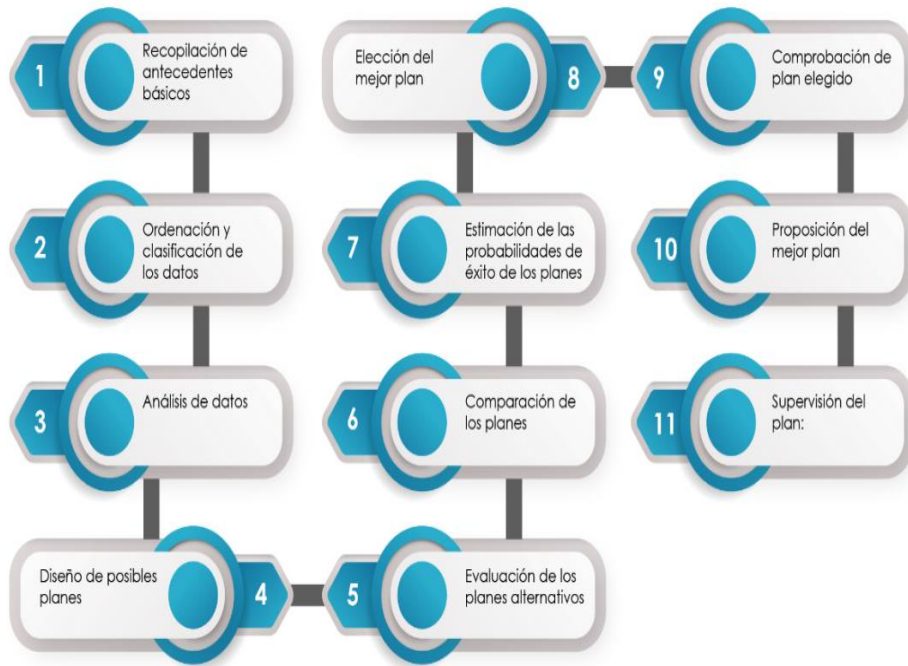 1
Recopilación de
antecedentes
básicos
2
Ordenación y
clasificación de
los datos
3
Análisis de datos
Diseño de posibles
planes
4
5
Evaluación de los
planes alternativos
6
Comparación de
los planes
7
Estimación de las
probabilidades de
éxito de los planes
Elección del
mejor plan
8
9
Comprobación de
plan elegido
10
Proposición del
mejor plan
11
Supervisión del
plan: